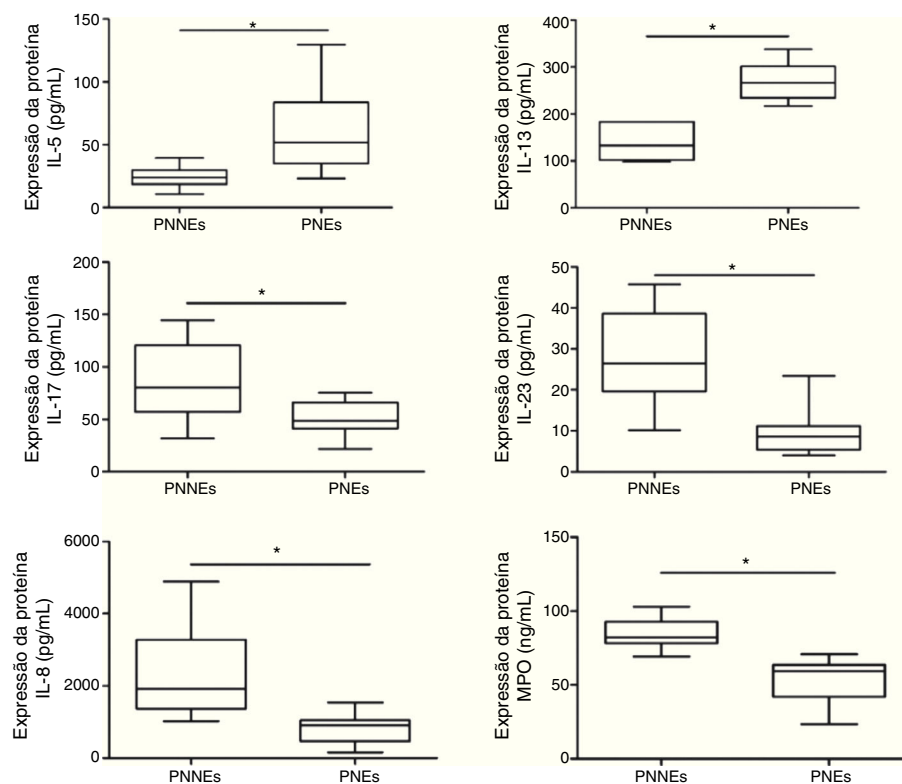 Expressão da proteína
IL-5 (pg/mL)
150
100
50
0
*
PNNEs
PNEs
Expressão da proteína
IL-13 (pg/mL)
400
300
200
100
0
*
PNNEs
PNEs
Expressão da proteína
IL-17 (pg/mL)
200
150
100
50
0
*
PNNEs
PNEs
Expressão da proteína
IL-23 (pg/mL)
50
40
30
20
10
0
*
PNNEs
PNEs
Expressão da proteína
IL-8 (pg/mL)
6000
4000
2000
0
*
PNNEs
PNEs
Expressão da proteína
MPO (ng/mL)
150
100
50
0
*
PNNEs
PNEs